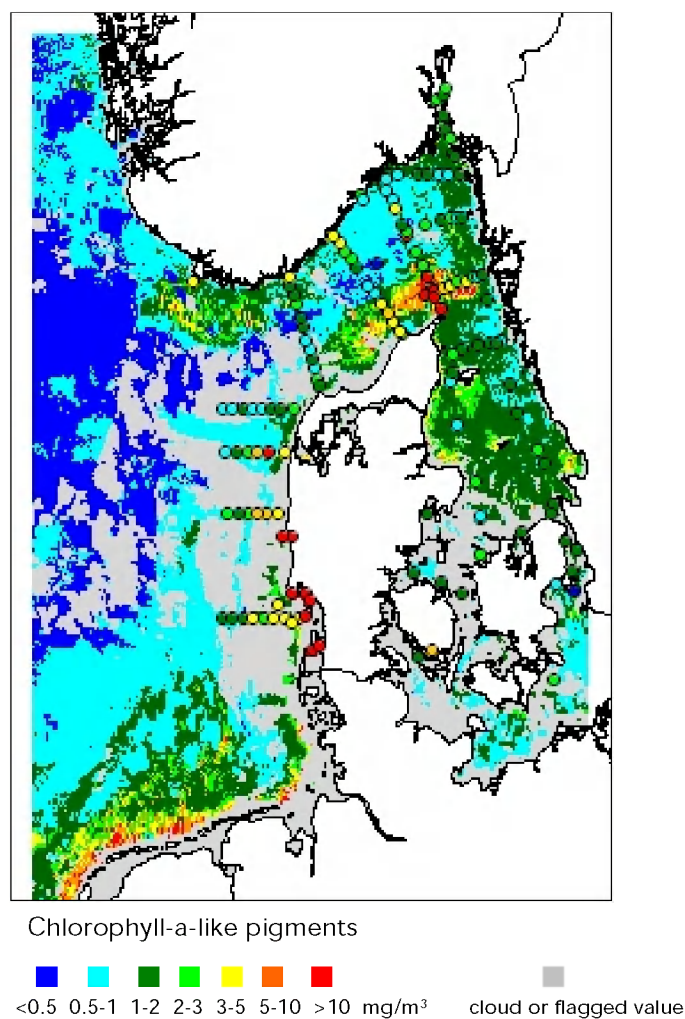 Chlorophyll-a-like pigments
<0.5 0.5-1 1-2 2-3 3-5 5-10 >10 mg/m³ cloud or flagged value